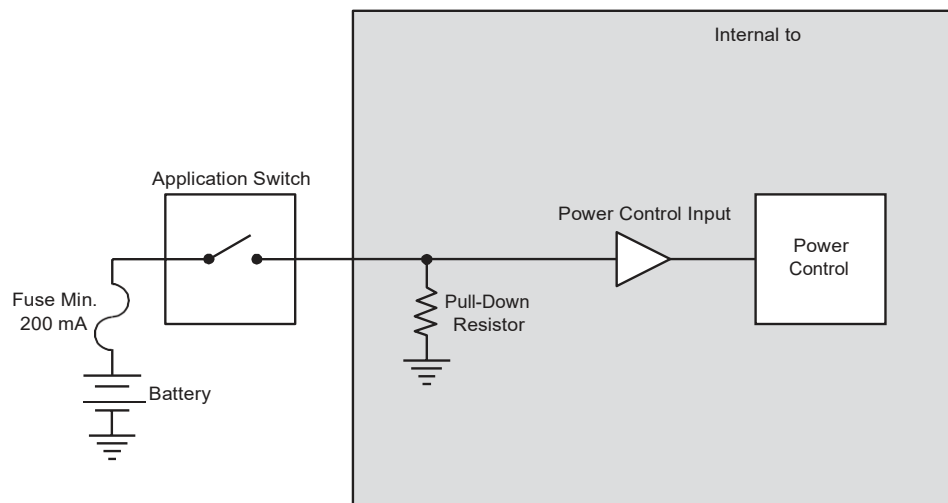 Internal to
Application Switch
Power Control Input
Power
Control
Fuse Min.
200 mA
Pull-Down
Resistor
Battery